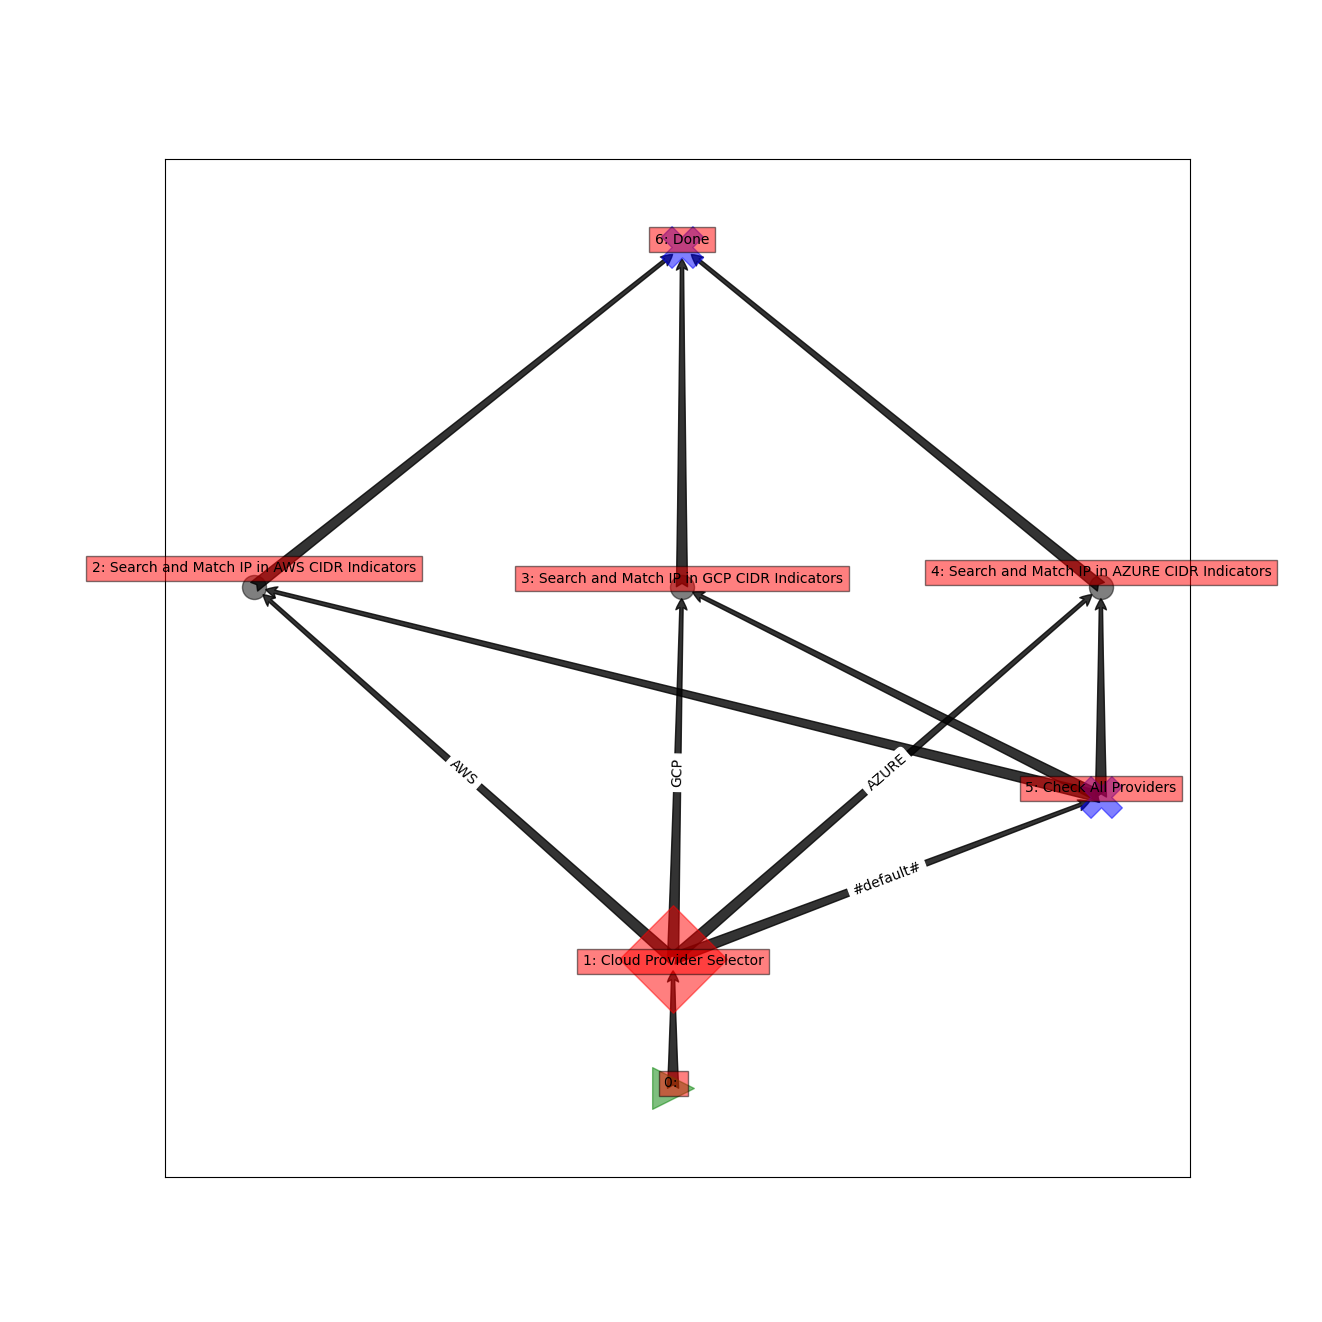 6: Done
2: Search and Match IP in AWS CIDR Indicators
3: Search and Match IP in GCP CIDR Indicators
4: Search and Match IP in AZURE CIDR Indicators
AWS
GCP
AZURE
5: Check All Providers
#default#
1: Cloud Provider Selector
0: